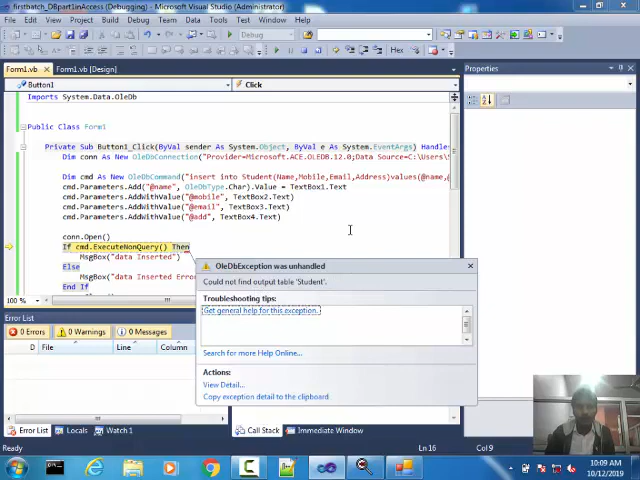 firstbatch_DBpart1inAccess (Debugging) - Microsoft Visual Studio (Administrator)
File Edit View Project Build Debug Team Data Tools Test Window Help
Debug
Hex
Form1.vb Form1.vb [Design]
Properties
Button1 Click
Imports System.Data.OleDb
Public Class Form1
Private Sub Button1_Click(ByVal sender As System.Object, ByVal e As System.EventArgs) Handles
Dim conn As New OleDbConnection("Provider=Microsoft.ACE.OLEDB.12.0;Data Source=C:\Users\S
Dim cmd As New OleDbCommand("insert into Student(Name,Mobile,Email,Address)values(@name,@
cmd.Parameters.Add("@name", OleDbType.Char).Value = TextBox1.Text
cmd.Parameters.AddWithValue("@mobile", TextBox2.Text)
cmd.Parameters.AddWithValue("@email", TextBox3.Text)
cmd.Parameters.AddWithValue("@add", TextBox4.Text)
conn.Open()
If cmd.ExecuteNonQuery() Then
MsgBox("data Inserted")
Else
MsgBox("data
End If
100 %
OleDbException was unhandled
Could not find output table 'Student'.
Troubleshooting tips:
Get general help for this exception.
Search for more Help Online...
Actions:
View Detail...
Copy exception detail to the clipboard
Error List
0 Errors 0 Warnings 0 Messages
D File Line Column
Error List Locals Watch 1
Call Stack Immediate Window
Ready Ln 16 Col 9
10:09 AM
10/12/2019